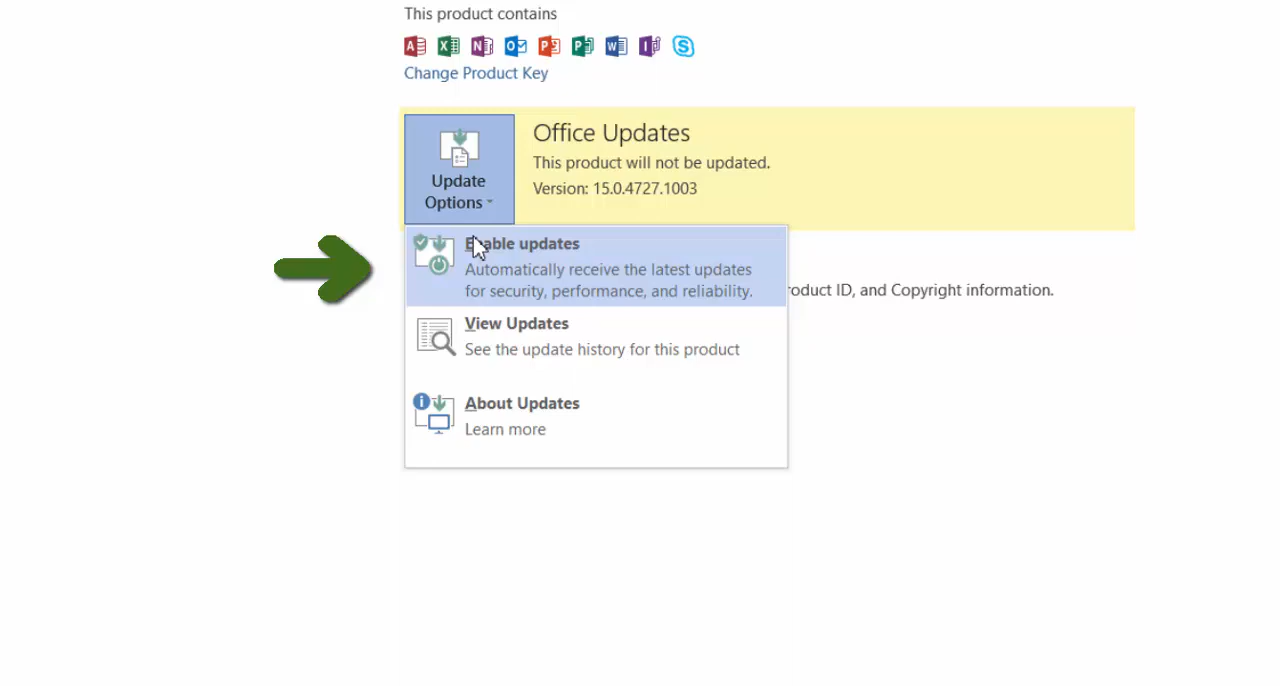 This product contains
Change Product Key
Office Updates
This product will not be updated.
Version: 15.0.4727.1003
Update
Options
Enable updates
Automatically receive the latest updates
for security, performance, and reliability.
roduct ID, and Copyright information.
View Updates
See the update history for this product
About Updates
Learn more